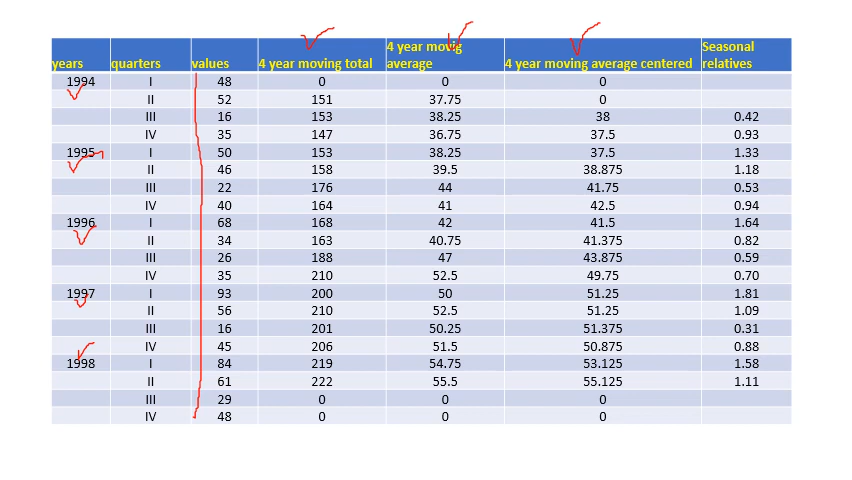 years quarters values 4 year moving total 4 year movig average 4 year moving average centered Seasonal relatives
1994 I 48 0 0 0
II 52 151 37.75 0
III 16 153 38.25 38 0.42
IV 35 147 36.75 37.5 0.93
1995 I 50 153 38.25 37.5 1.33
II 46 158 39.5 38.875 1.18
III 22 176 44 41.75 0.53
IV 40 164 41 42.5 0.94
1996 I 68 168 42 41.5 1.64
II 34 163 40.75 41.375 0.82
III 26 188 47 43.875 0.59
IV 35 210 52.5 49.75 0.70
1997 I 93 200 50 51.25 1.81
II 56 210 52.5 51.25 1.09
III 16 201 50.25 51.375 0.31
IV 45 206 51.5 50.875 0.88
1998 I 84 219 54.75 53.125 1.58
II 61 222 55.5 55.125 1.11
III 29 0 0 0
IV 48 0 0 0